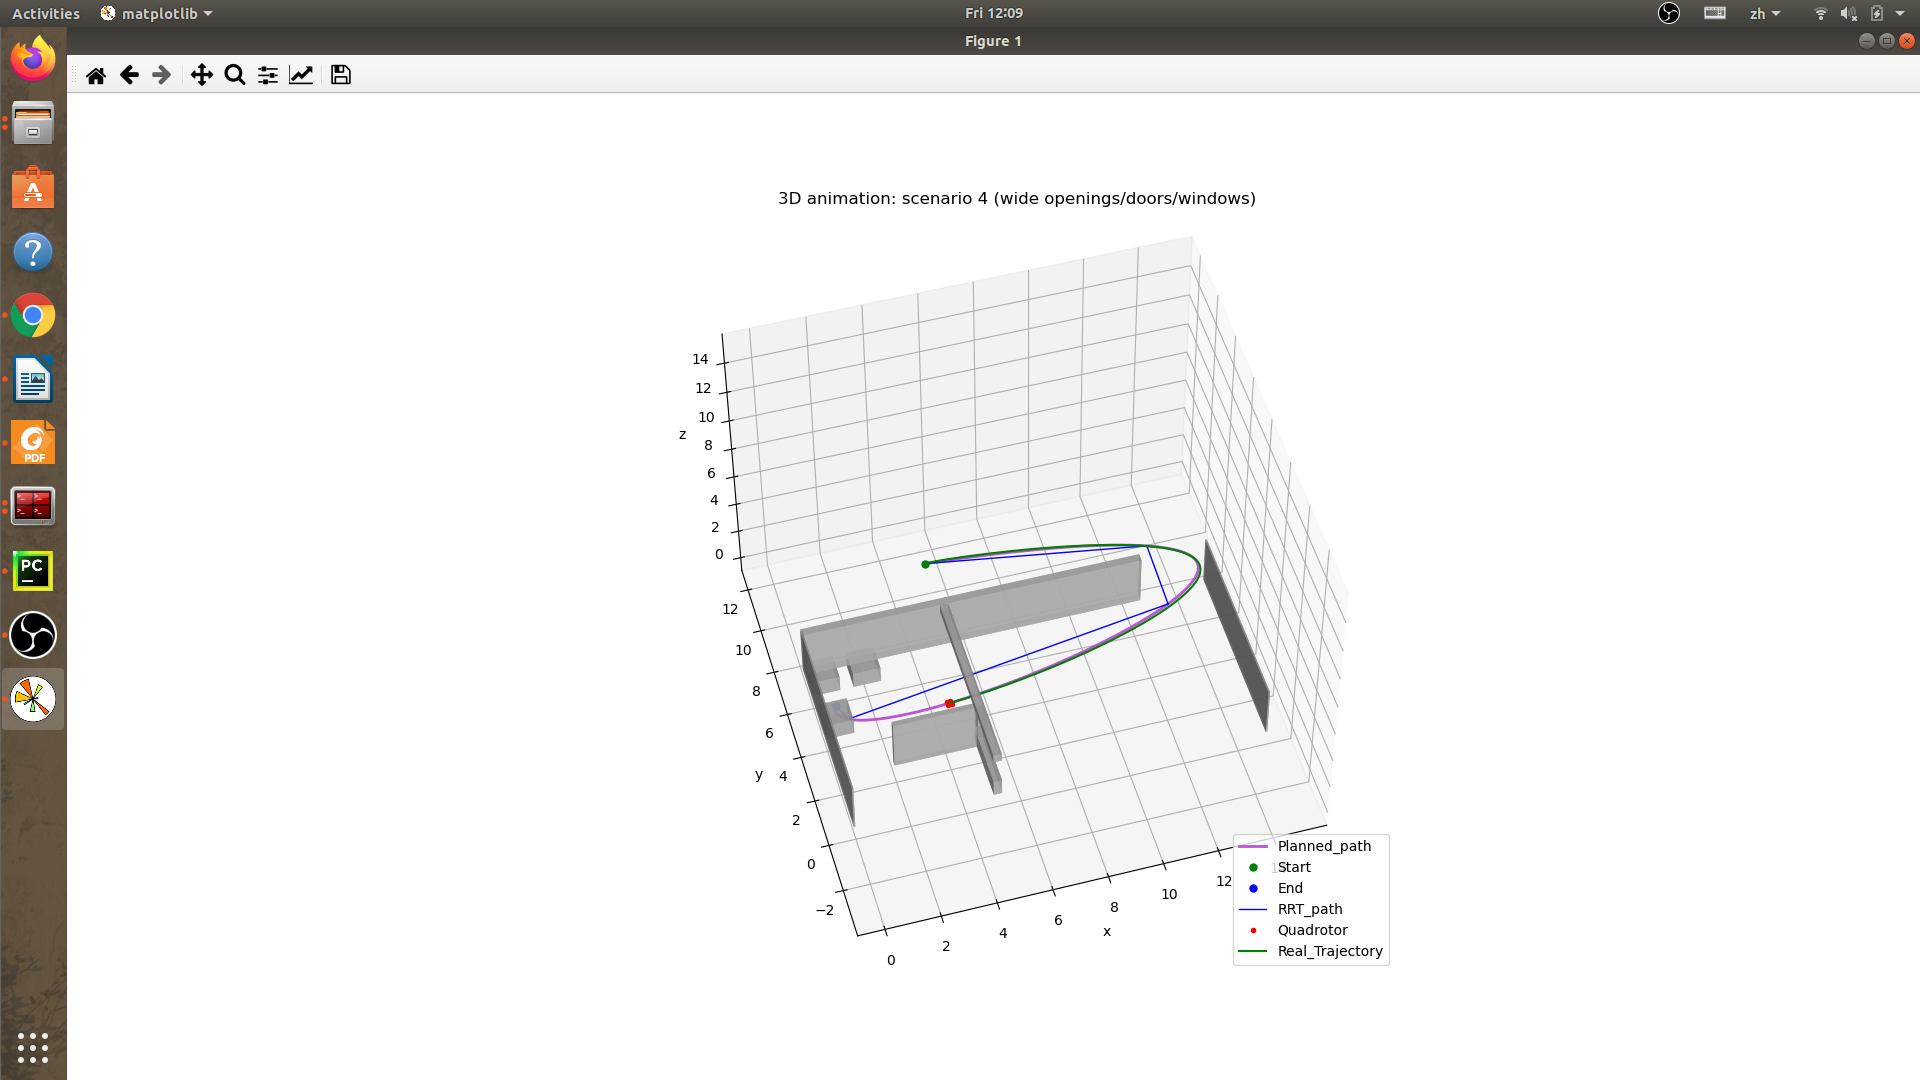 Activities matplotlib Fri 12:09 zh
Figure 1
3D animation: scenario 4 (wide openings/doors/windows)
14
12
10
z
8
6
4
2
0
12
10
8
6
y 4
2
0
−2
0
2
4
6
8
10
12
x
Planned_path
Start
End
RRT_path
Quadrotor
Real_Trajectory
PDF
PC